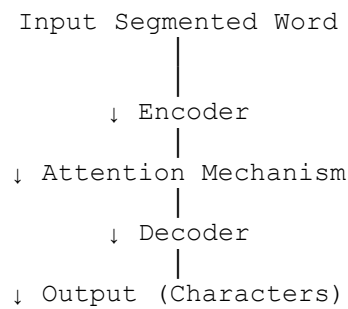 Input Segmented Word
↓ Encoder
↓ Attention Mechanism
↓ Decoder
↓ Output (Characters)